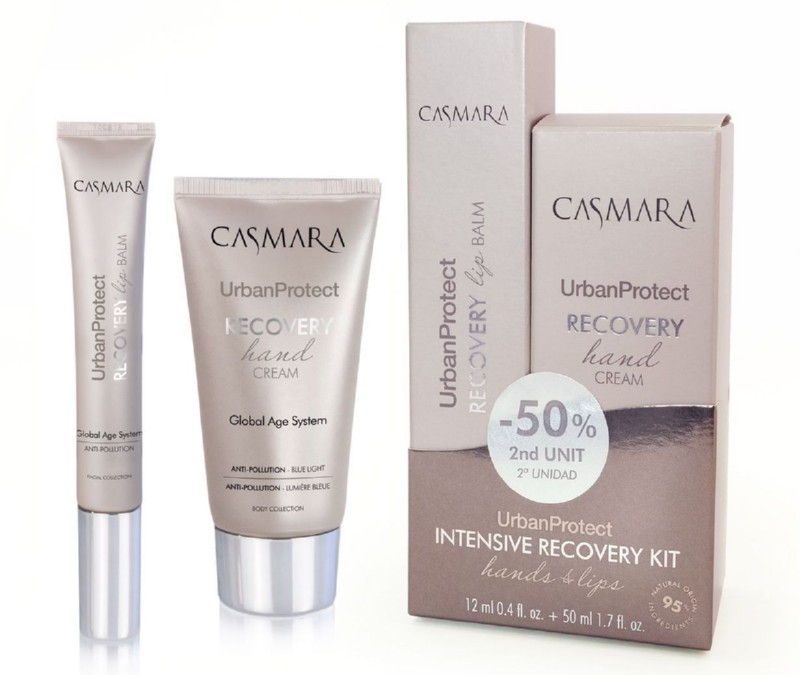 CASMARA
UrbanProtect
RECOVERY lip BALM
Global Age System
ANTI-POLLUTION
FACIAL COLLECTION
CASMARA
UrbanProtect
RECOVERY
hand
CREAM
Global Age System
ANTI-POLLUTION - BLUE LIGHT
ANTI-POLLUTION - LUMIÈRE BLEUE
BODY COLLECTION
CASMARA
UrbanProtect
RECOVERY lip BALM
CASMARA
UrbanProtect
RECOVERY
hand
CREAM
-50%
2nd UNIT
2ª UNIDAD
UrbanProtect
INTENSIVE RECOVERY KIT
hands & lips
12 ml 0.4 fl. oz. + 50 ml 1.7 fl. oz.
NATURAL ORIGIN
95%
INGREDIENTS